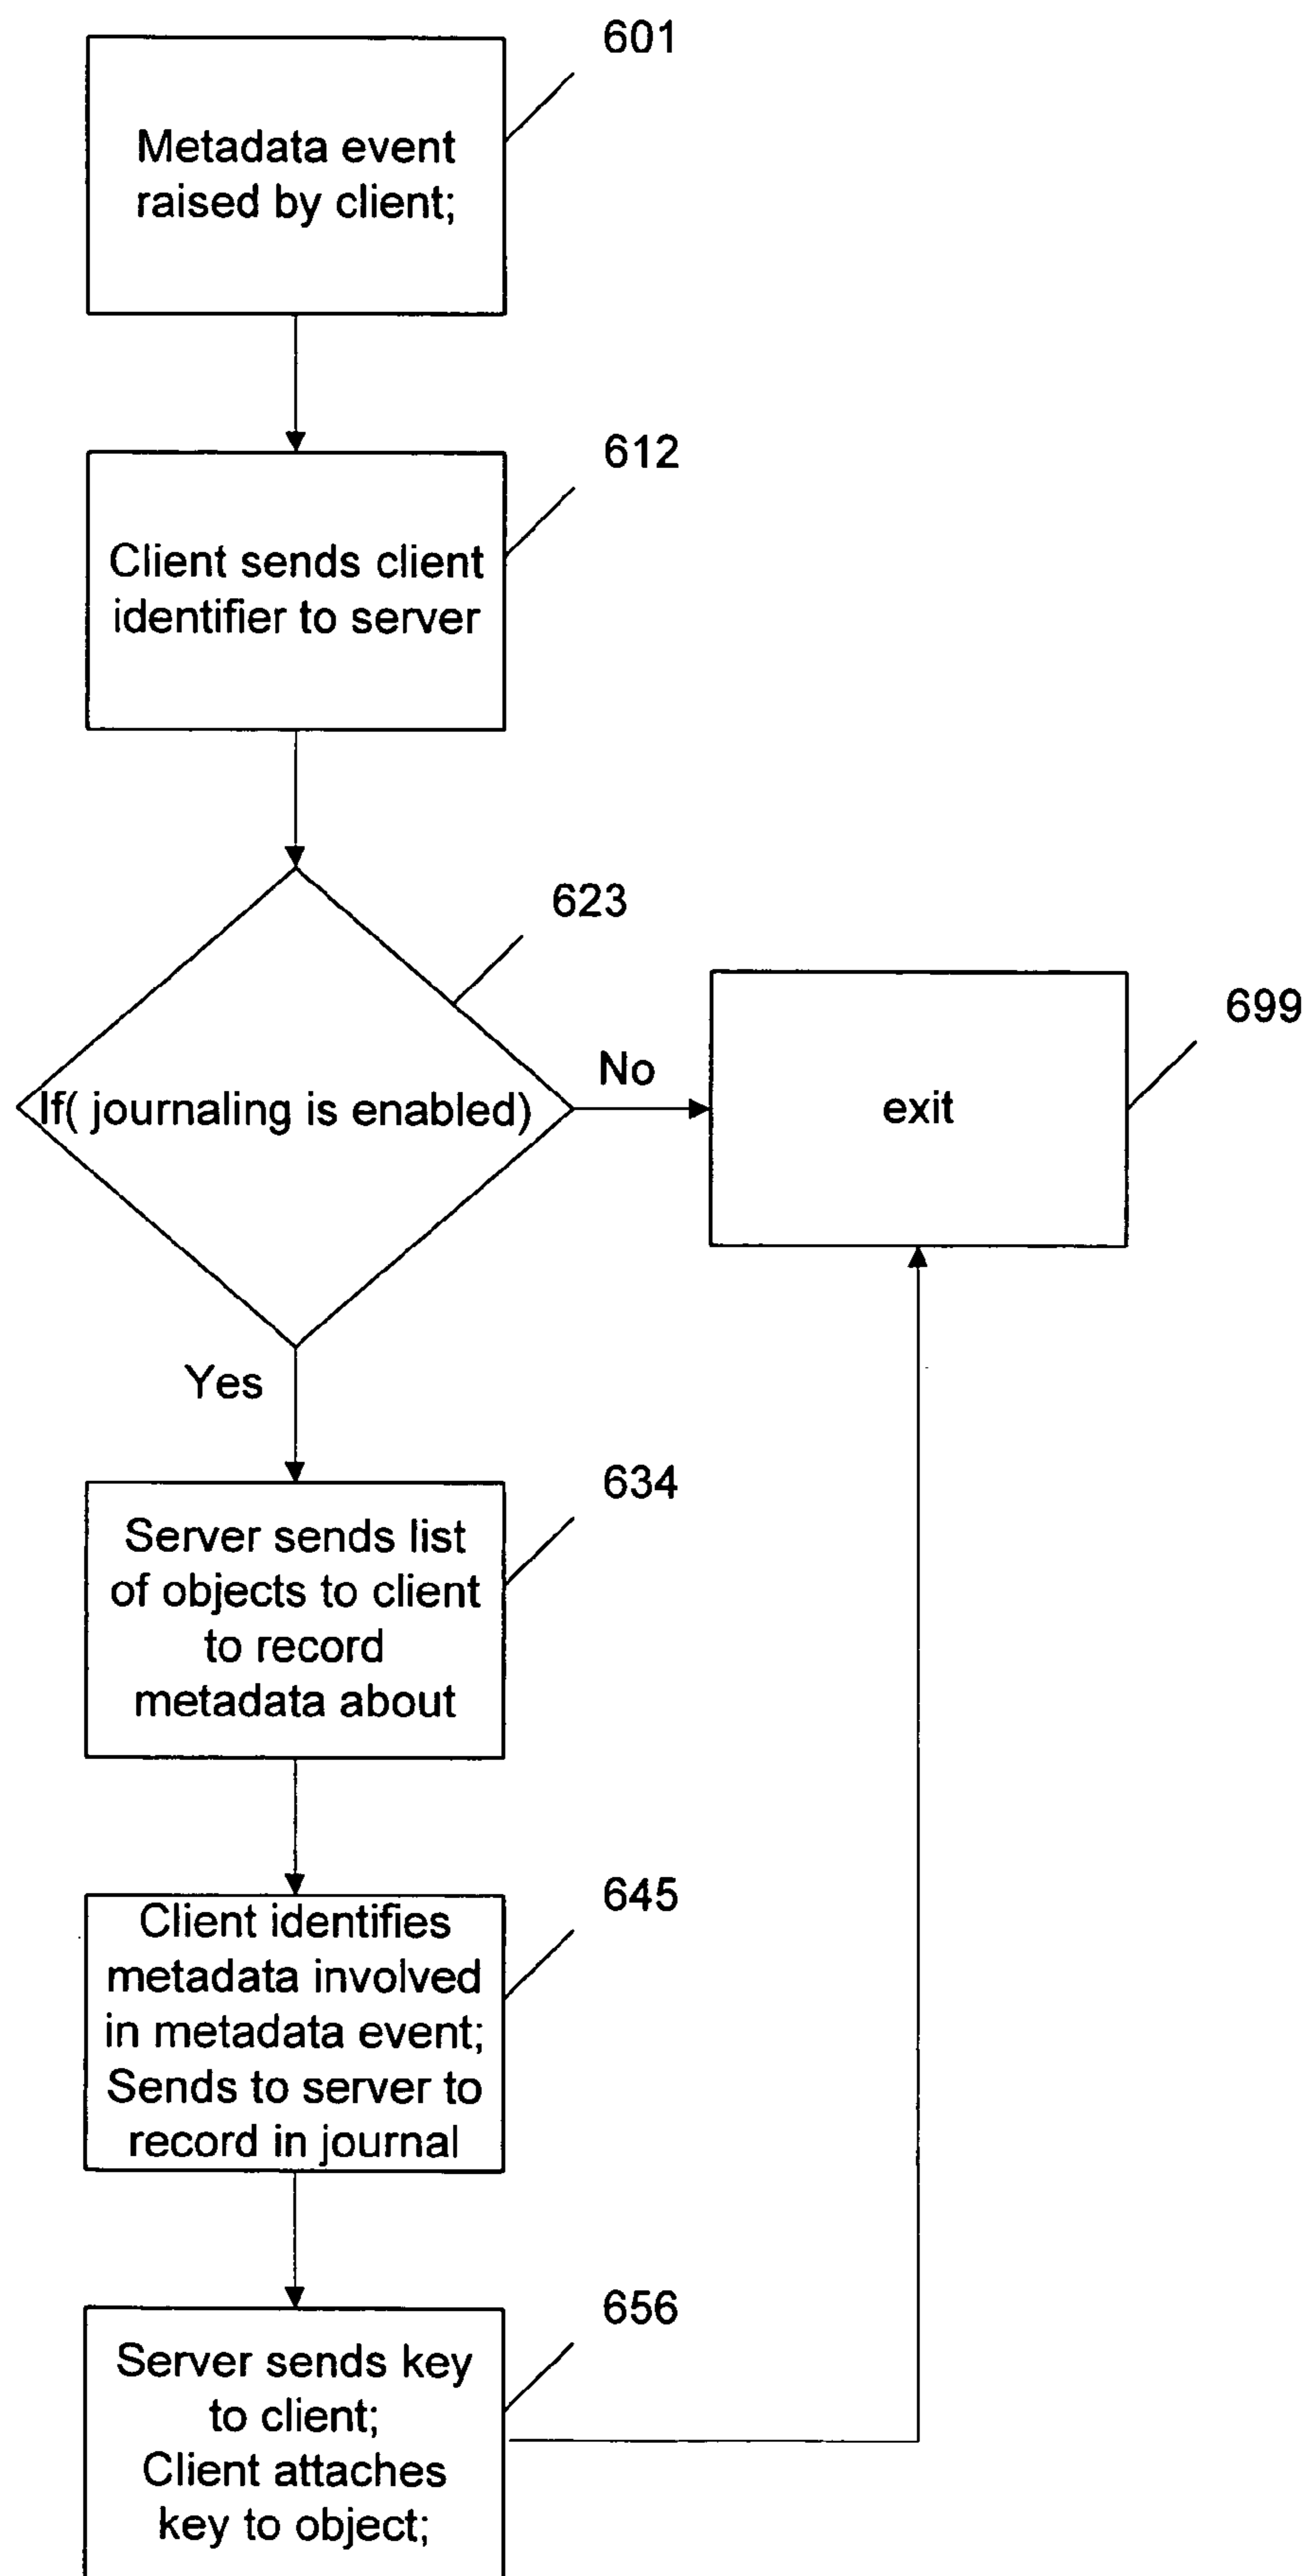 601
Metadata event
raised by client;
612
Client sends client
identifier to server
623
If( journaling is enabled)
No
699
exit
Yes
634
Server sends list
of objects to client
to record
metadata about
645
Client identifies
metadata involved
in metadata event;
Sends to server to
record in journal
656
Server sends key
to client;
Client attaches
key to object;